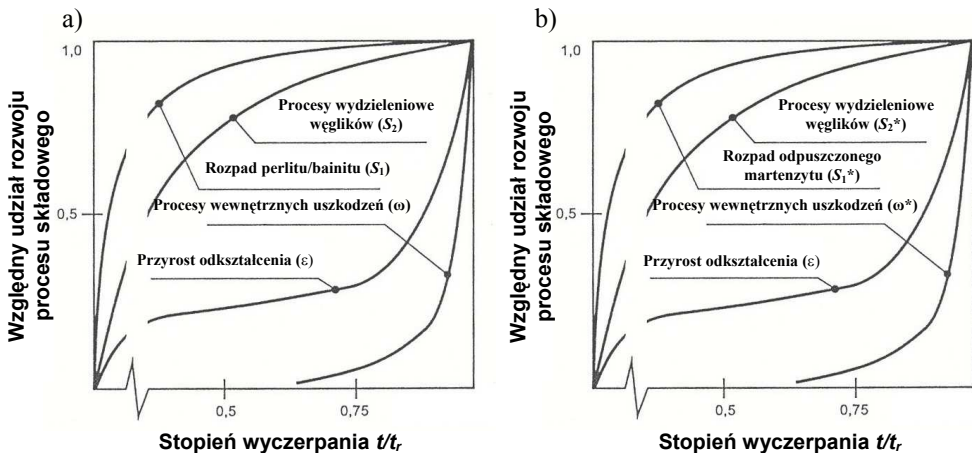 a)
1,0
Względny udział rozwoju
procesu składowego
Procesy wydzieleniowe
węglików (S₂)
Rozpad perlitu/bainitu (S₁)
0,5
Procesy wewnętrznych uszkodzeń (ω)
Przyrost odkształcenia (ε)
0,5
0,75
Stopień wyczerpania t/tᵣ
b)
1,0
Względny udział rozwoju
procesu składowego
Procesy wydzieleniowe
węglików (S₂*)
Rozpad odpuszczonego
martenzytu (S₁*)
0,5
Procesy wewnętrznych uszkodzeń (ω*)
Przyrost odkształcenia (ε)
0,5
0,75
Stopień wyczerpania t/tᵣ